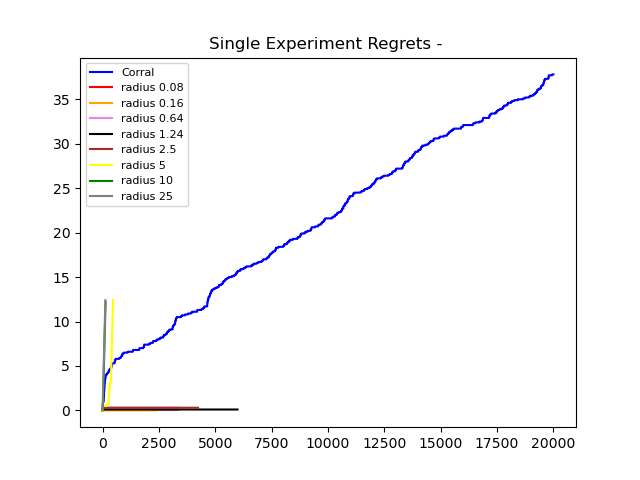 Single Experiment Regrets -
Corral
radius 0.08
radius 0.16
radius 0.64
radius 1.24
radius 2.5
radius 5
radius 10
radius 25
35
30
25
20
15
10
5
0
0 2500 5000 7500 10000 12500 15000 17500 20000